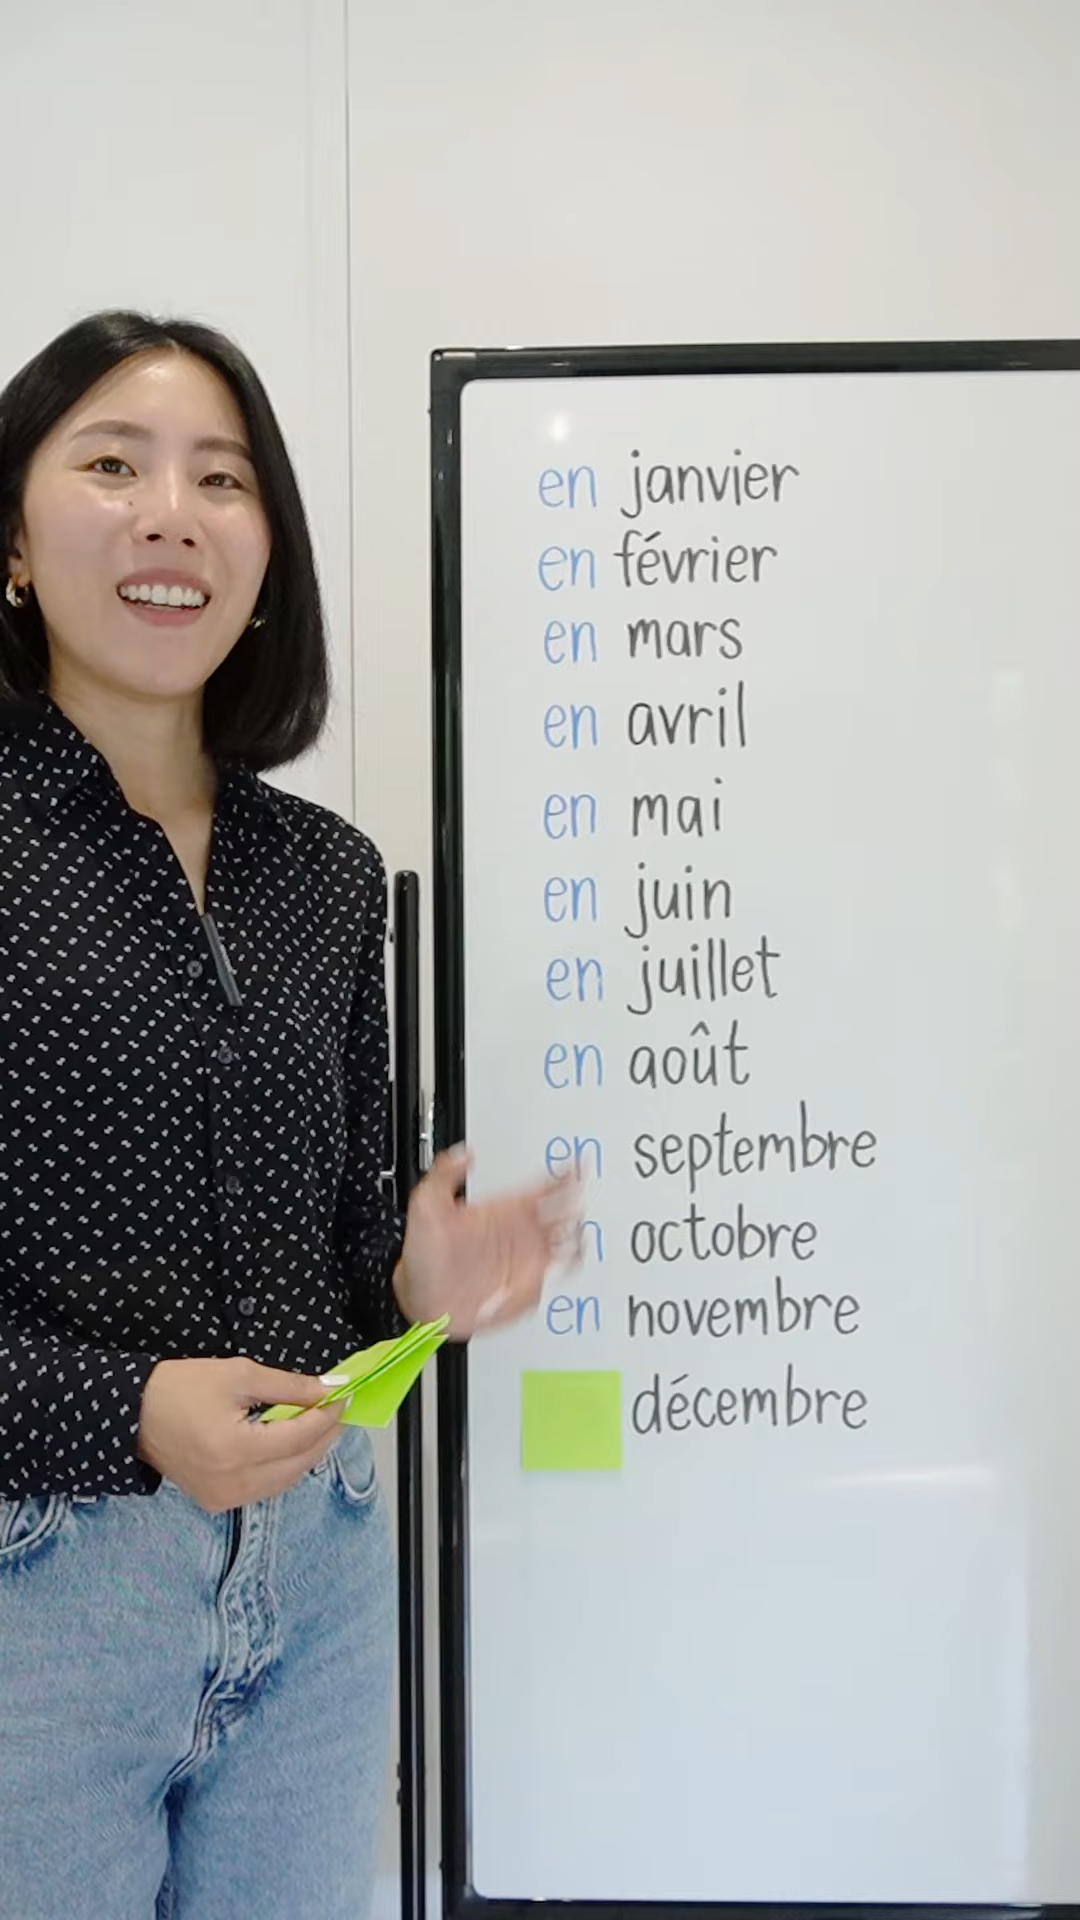 en janvier
en février
en mars
en avril
en mai
en juin
en juillet
en août
en septembre
octobre
en novembre
décembre